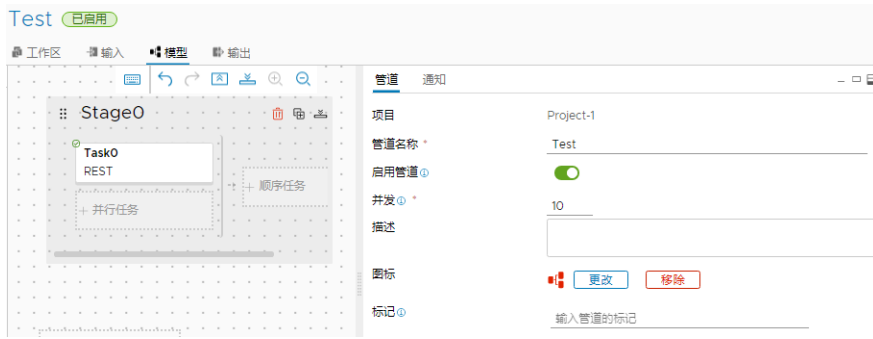 Test 已启用
工作区 输入 模型 输出
管道 通知
Stage0
Task0
REST
+ 顺序任务
+ 并行任务
项目 Project-1
管道名称 * Test
启用管道
并发 * 10
描述
图标 更改 移除
标记 输入管道的标记